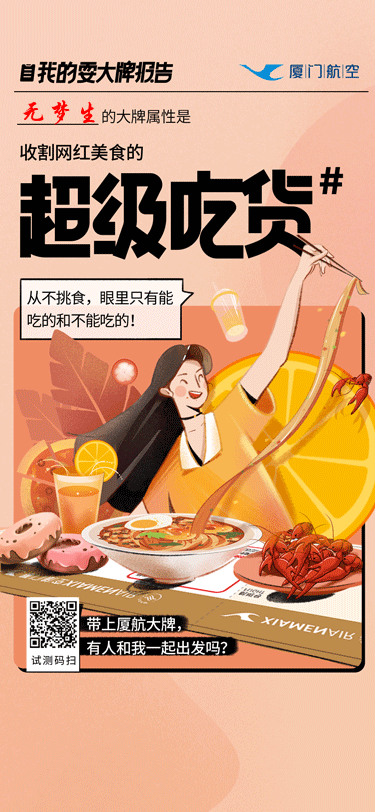 我的耍大牌报告
厦门航空
无梦生的大牌属性是
收割网红美食的
超级吃货#
从不挑食，眼里只有能
吃的和不能吃的！
XIAMENAIR
XIAMENAIR
带上厦航大牌，
有人和我一起出发吗？
试测码扫